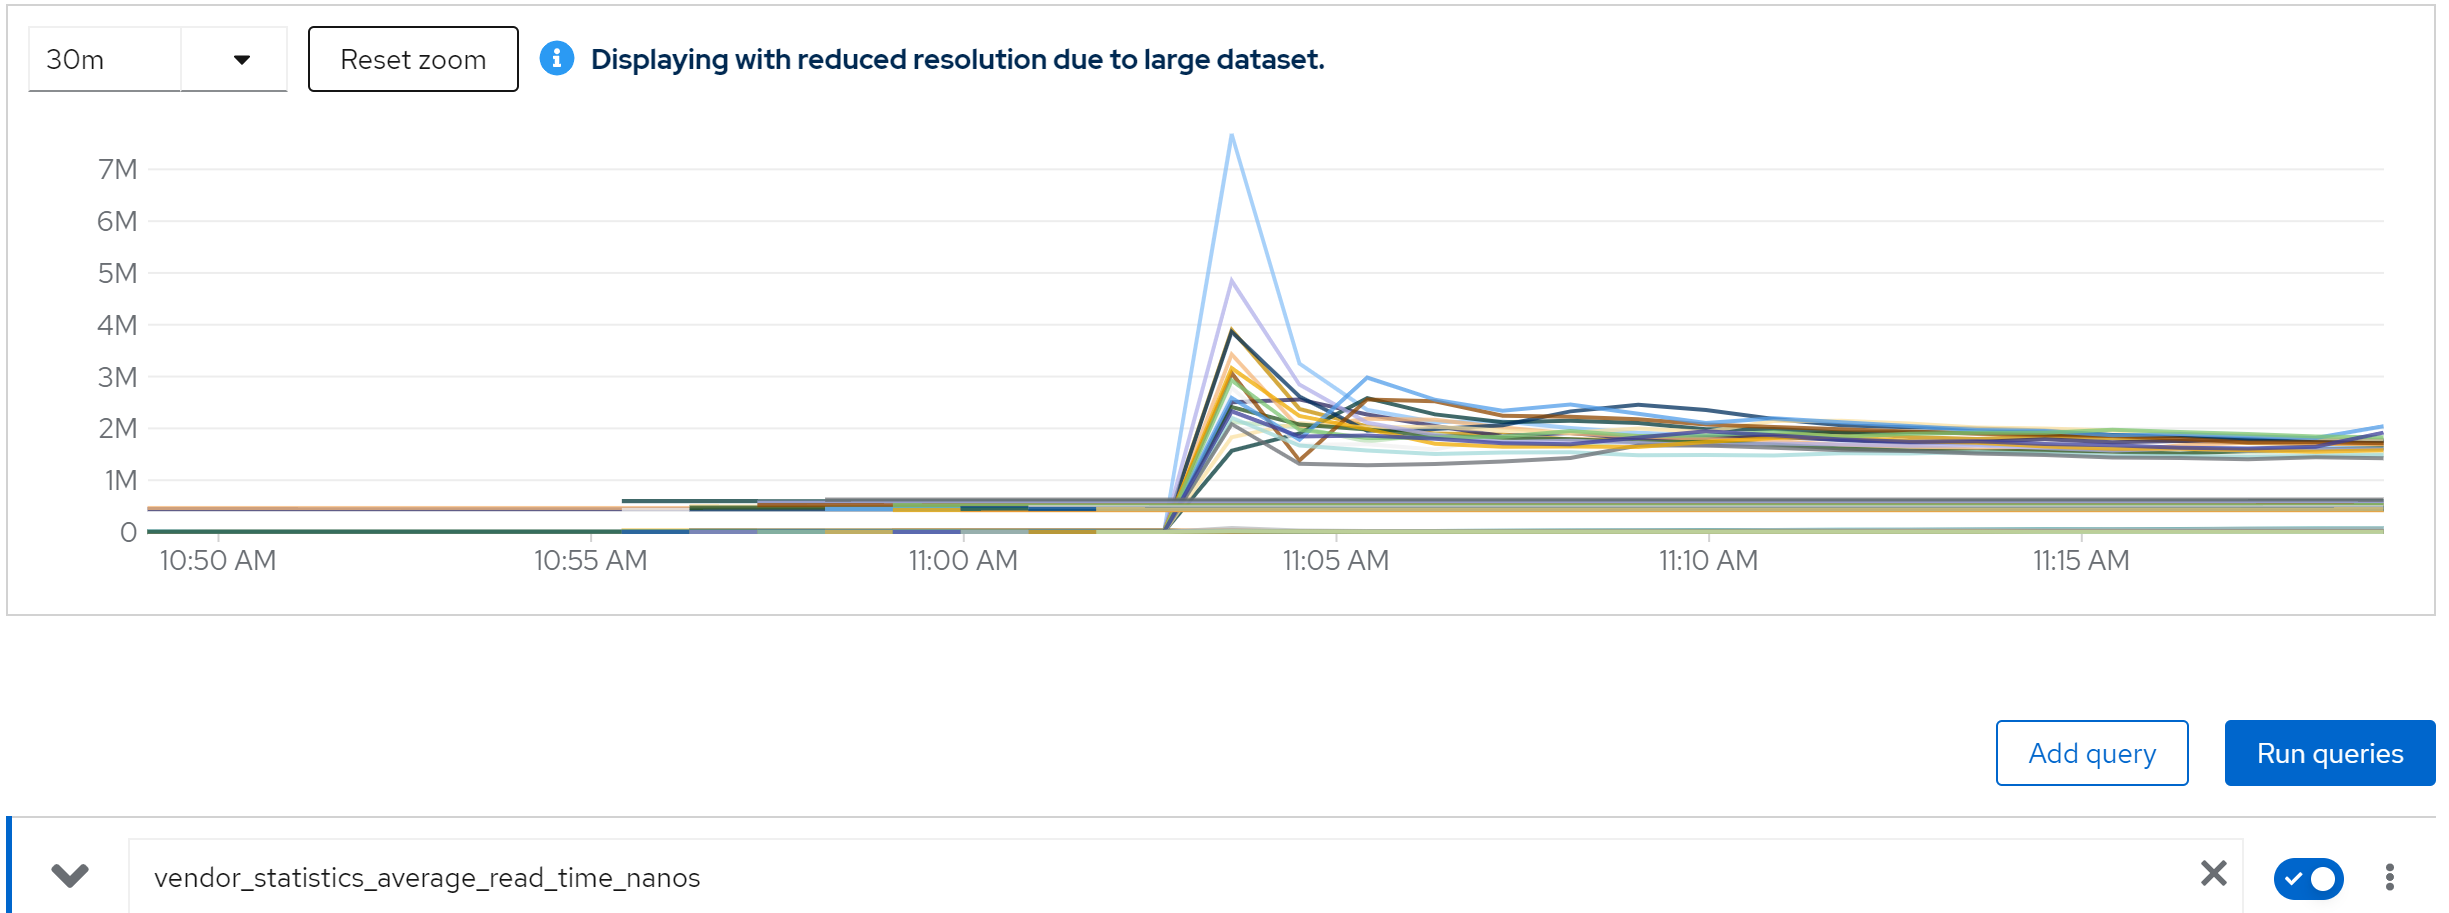 30m
Reset zoom
Displaying with reduced resolution due to large dataset.
7M
6M
5M
4M
3M
2M
1M
0
10:50 AM 10:55 AM 11:00 AM 11:05 AM 11:10 AM 11:15 AM
Add query
Run queries
vendor_statistics_average_read_time_nanos